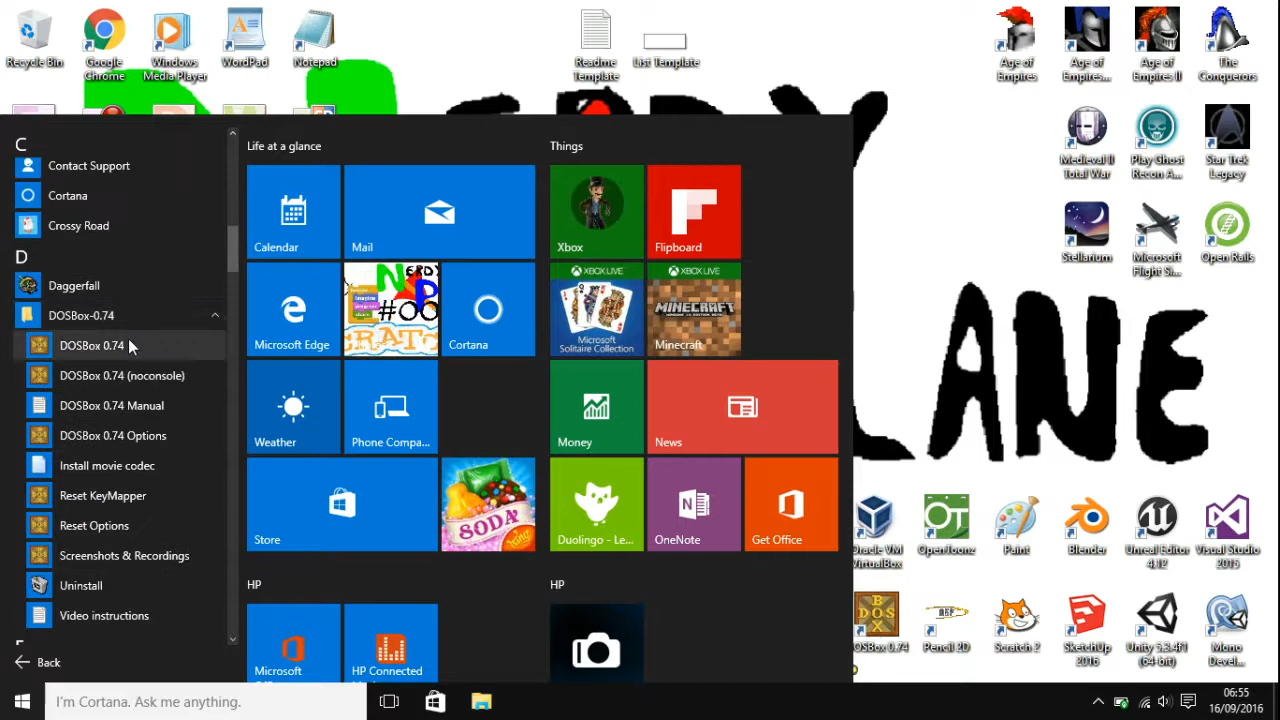 Recycle Bin
Google Chrome
Windows Media Player
WordPad
Notepad
Readme Template
List Template
Age of Empires
Age of Empires...
Age of Empires II
The Conquerors
Medieval II Total War
Play Ghost Recon A...
Star Trek Legacy
Stellarium
Microsoft Flight Si...
Open Rails
C
Contact Support
Cortana
Crossy Road
D
Daggerfall
DOSBox-0.74
DOSBox 0.74
DOSBox 0.74 (noconsole)
DOSBox 0.74 Manual
DOSBox 0.74 Options
Install movie codec
Reset KeyMapper
Reset Options
Screenshots & Recordings
Uninstall
Video instructions
Back
Life at a glance
Calendar
Mail
Microsoft Edge
NERDY
#00
Cortana
Weather
Phone Compa...
Store
SODA
King
HP
Microsoft
HP Connected
Things
Xbox
Flipboard
XBOX LIVE
Microsoft
Solitaire Collection
XBOX LIVE
MINECRAFT
Minecraft
Money
News
Duolingo - Le...
OneNote
Get Office
HP
LANE
Oracle VM VirtualBox
OpenToonz
Paint
Blender
Unreal Editor 4.12
Visual Studio 2015
DOSBox 0.74
Pencil 2D
Scratch 2
SketchUp 2016
Unity 5.3.4f1 (64-bit)
Mono Devel...
I'm Cortana. Ask me anything.
06:55
16/09/2016